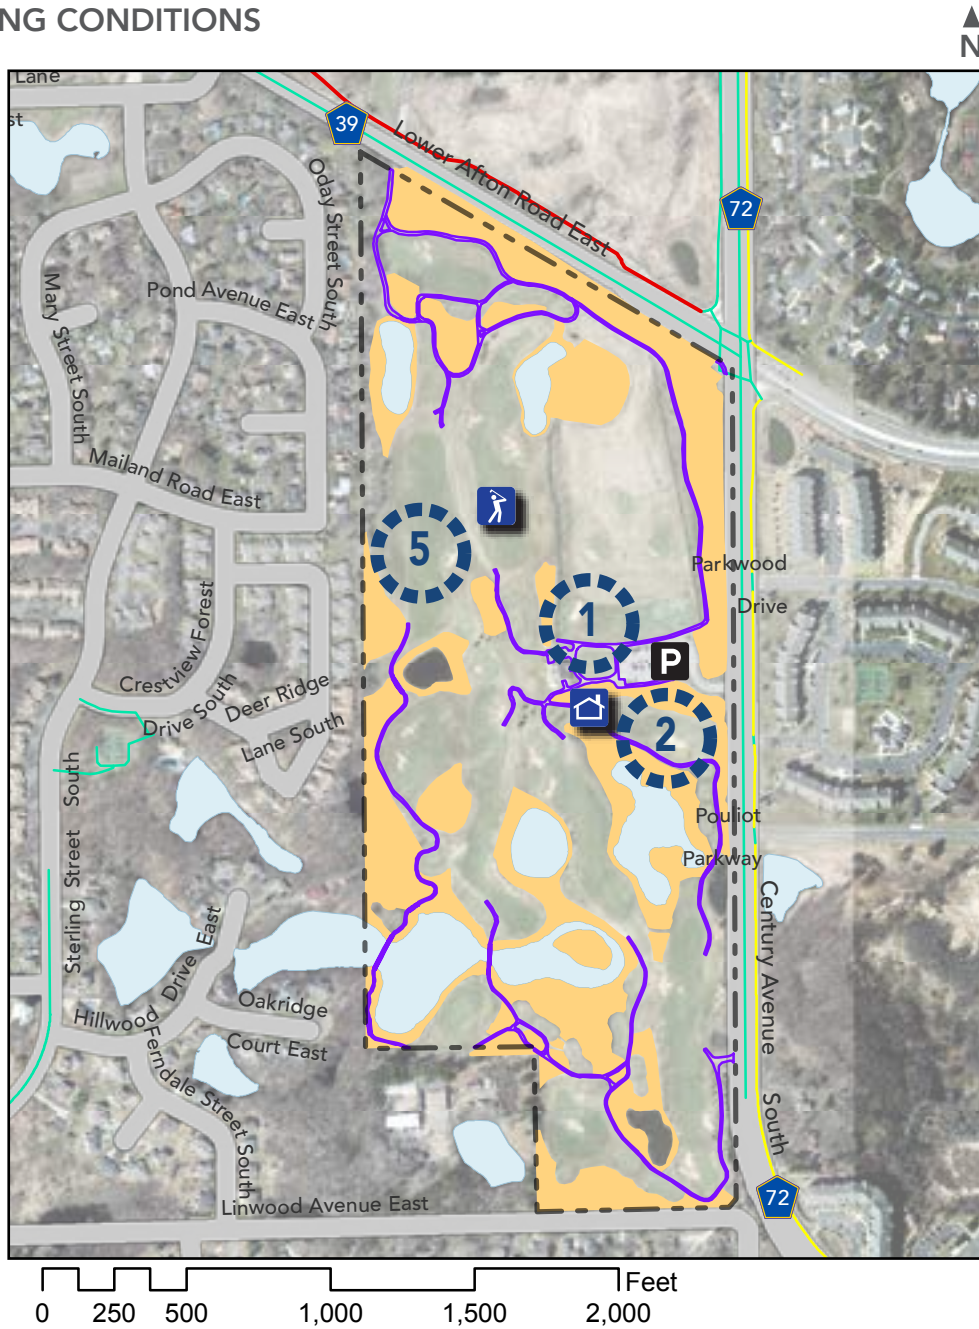 NG CONDITIONS
N
Lane
st
39
Lower Afton Road East
72
Oday Street South
Mary Street South
Pond Avenue East
Mailand Road East
5
1
Parkwood
Drive
P
Crestview Forest
Drive South
Deer Ridge
Lane South
2
Pouliot
Parkway
Sterling Street South
Century Avenue South
Hillwood Drive East
Oakridge
Court East
Ferndale Street South
Linwood Avenue East
72
Feet
0 250 500 1,000 1,500 2,000